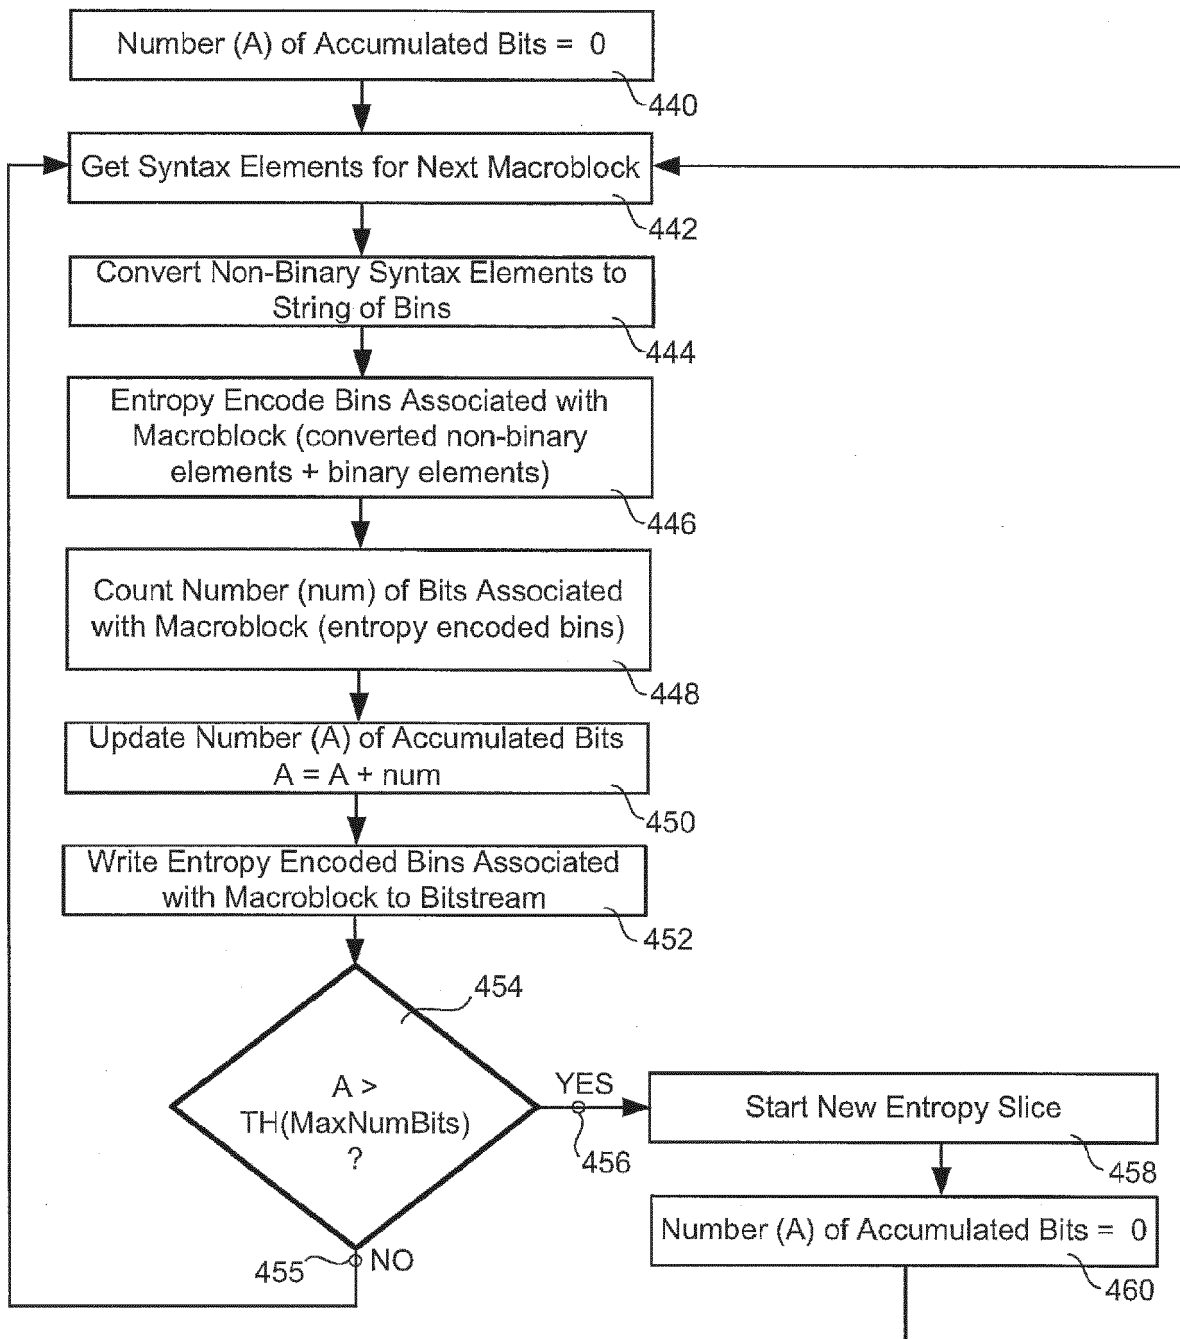 Number (A) of Accumulated Bits = 0
440
Get Syntax Elements for Next Macroblock
442
Convert Non-Binary Syntax Elements to
String of Bins
444
Entropy Encode Bins Associated with
Macroblock (converted non-binary
elements + binary elements)
446
Count Number (num) of Bits Associated
with Macroblock (entropy encoded bins)
448
Update Number (A) of Accumulated Bits
A = A + num
450
Write Entropy Encoded Bins Associated
with Macroblock to Bitstream
452
454
A >
TH(MaxNumBits)
?
YES
456
Start New Entropy Slice
458
455
NO
Number (A) of Accumulated Bits = 0
460